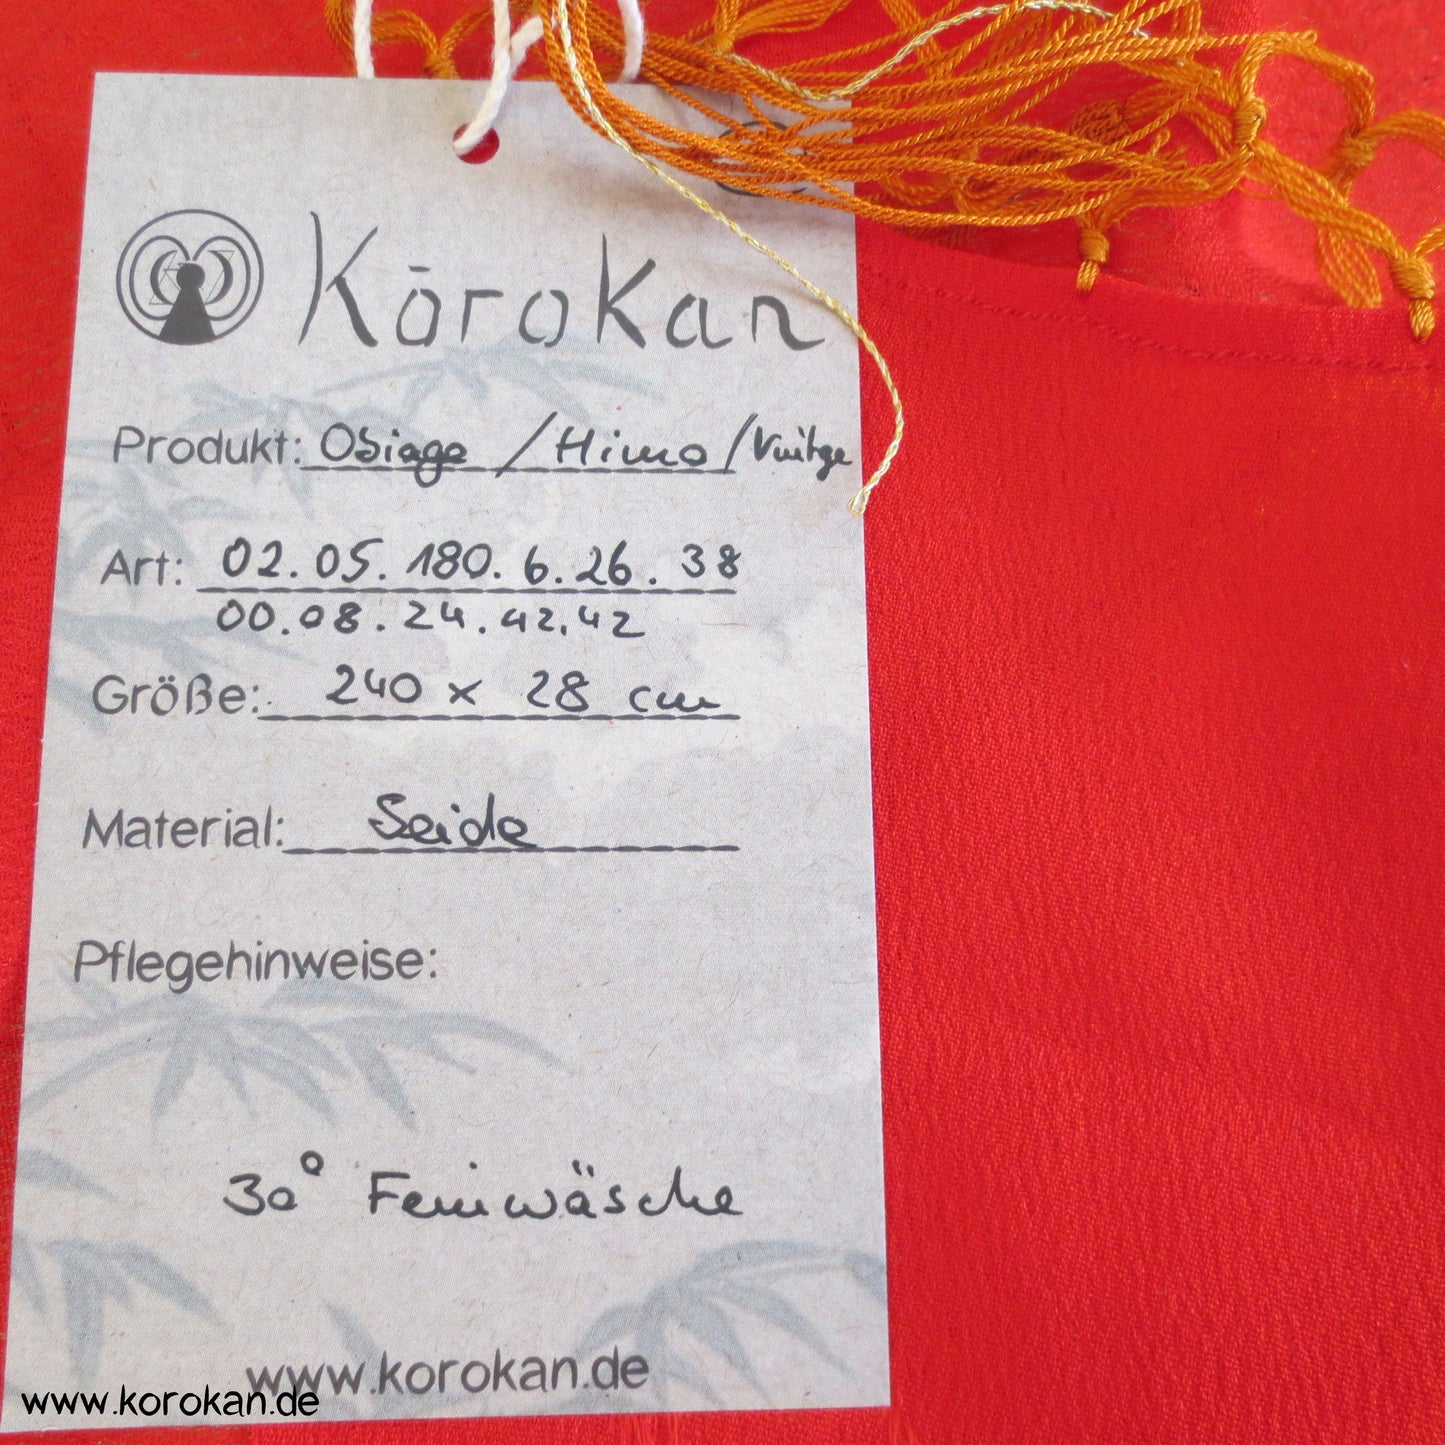 Kōrokan
Produkt: Obiage / Himo / Vintge
Art: 02.05.180.6.26.38
00.08.24.42.42
Größe: 240 x 28 cm
Material: Seide
Pflegehinweise:
30° Feinwäsche
www.korokan.de
www.korokan.de